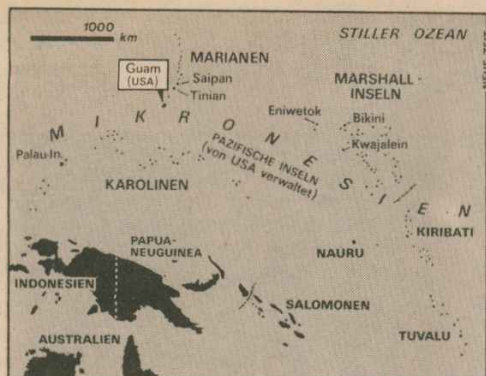 1000
km
STILLER OZEAN
MARIANEN
Guam
(USA)
Saipan
Tinian
MARSHALL-
INSELN
Eniwetok
Bikini
Kwajalein
MIKRONESIEN
PAZIFISCHE INSELN
(von USA verwaltet)
Palau-In.
KAROLINEN
KIRIBATI
NAURU
PAPUA-
NEUGUINEA
INDONESIEN
SALOMONEN
AUSTRALIEN
TUVALU